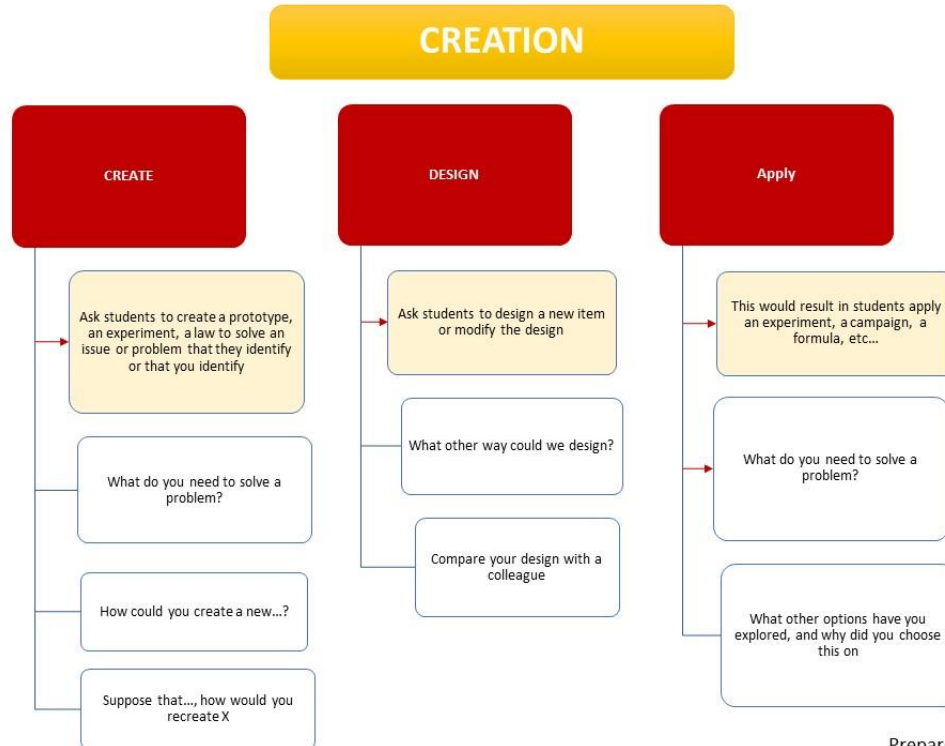 CREATION
CREATE
Ask students to create a prototype,
an experiment, a law to solve an
issue or problem that they identify
or that you identify
What do you need to solve a
problem?
How could you create a new...?
Suppose that..., how would you
recreate X
DESIGN
Ask students to design a new item
or modify the design
What other way could we design?
Compare your design with a
colleague
Apply
This would result in students apply
an experiment, a campaign, a
formula, etc...
What do you need to solve a
problem?
What other options have you
explored, and why did you choose
this on